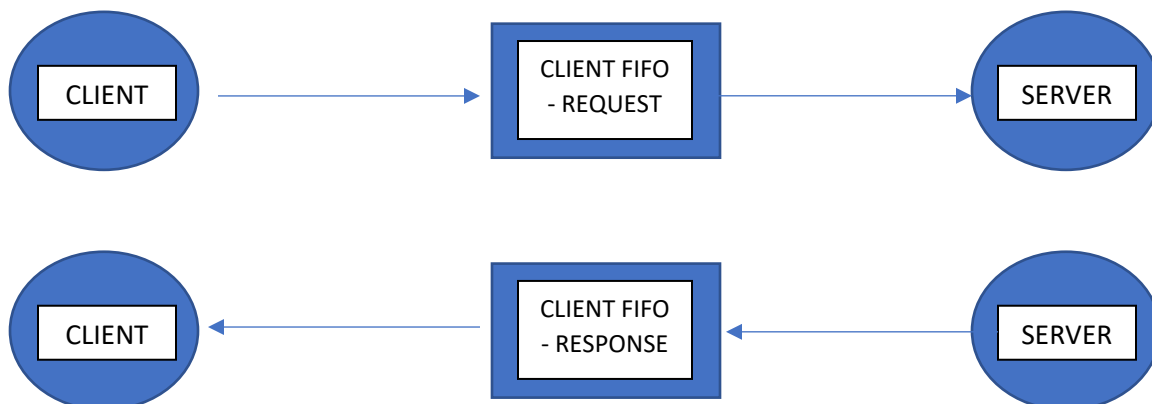 CLIENT
CLIENT FIFO
- REQUEST
SERVER
CLIENT
CLIENT FIFO
- RESPONSE
SERVER